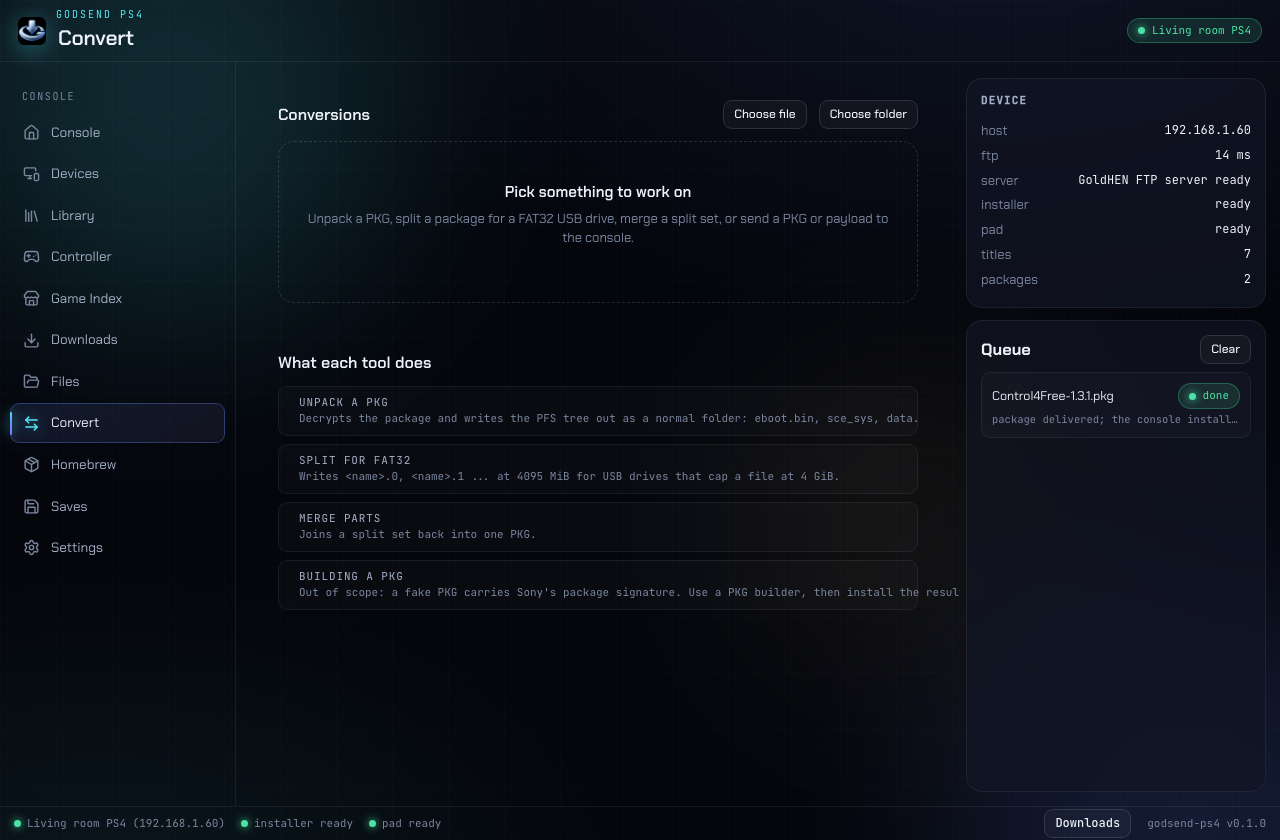 GODSEND PS4
Convert
Living room PS4
CONSOLE
Console
Devices
Library
Controller
Game Index
Downloads
Files
Convert
Homebrew
Saves
Settings
Conversions
Choose file
Choose folder
Pick something to work on
Unpack a PKG, split a package for a FAT32 USB drive, merge a split set, or send a PKG or payload to
the console.
What each tool does
UNPACK A PKG
Decrypts the package and writes the PFS tree out as a normal folder: eboot.bin, sce_sys, data.
SPLIT FOR FAT32
Writes <name>.0, <name>.1 ... at 4095 MiB for USB drives that cap a file at 4 GiB.
MERGE PARTS
Joins a split set back into one PKG.
BUILDING A PKG
Out of scope: a fake PKG carries Sony's package signature. Use a PKG builder, then install the resul
DEVICE
host 192.168.1.60
ftp 14 ms
server GoldHEN FTP server ready
installer ready
pad ready
titles 7
packages 2
Queue
Clear
Control4Free-1.3.1.pkg
done
package delivered; the console install…
Living room PS4 (192.168.1.60)
installer ready
pad ready
Downloads
godsend-ps4 v0.1.0